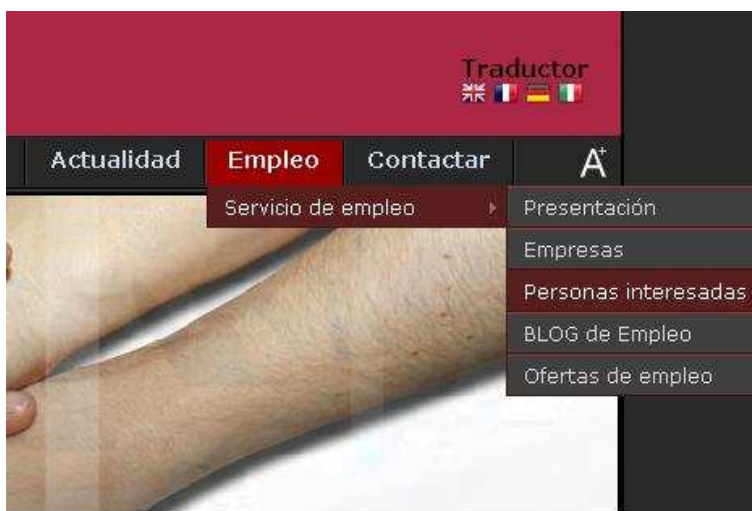 Traductor
Actualidad Empleo Contactar A+
Servicio de empleo
Presentación
Empresas
Personas interesadas
BLOG de Empleo
Ofertas de empleo